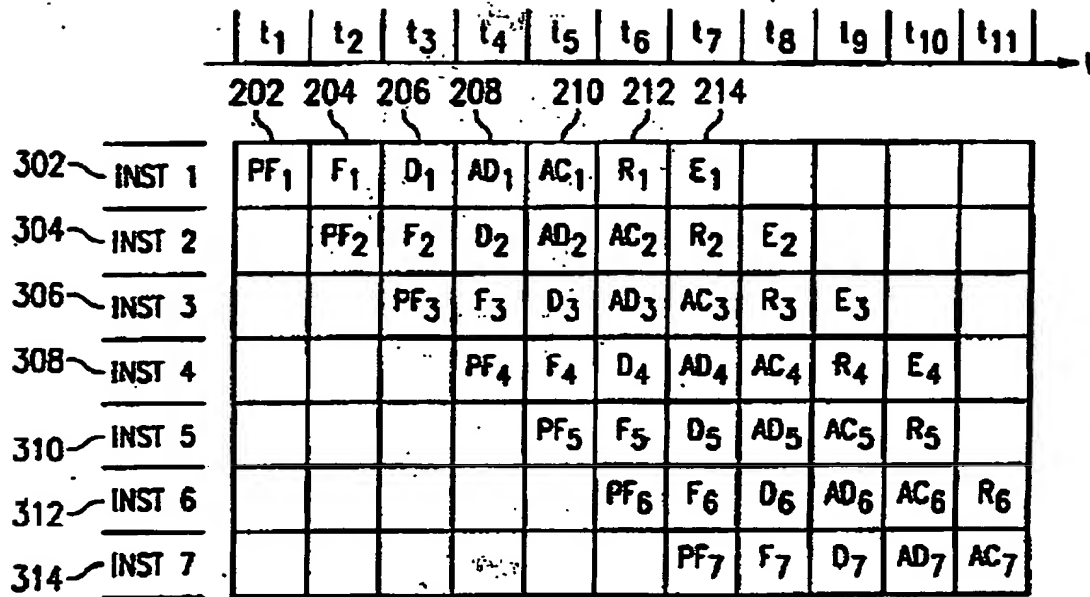 t1 t2 t3 t4 t5 t6 t7 t8 t9 t10 t11
202 204 206 208 210 212 214
302 INST 1 PF1 F1 D1 AD1 AC1 R1 E1
304 INST 2 PF2 F2 D2 AD2 AC2 R2 E2
306 INST 3 PF3 F3 D3 AD3 AC3 R3 E3
308 INST 4 PF4 F4 D4 AD4 AC4 R4 E4
310 INST 5 PF5 F5 D5 AD5 AC5 R5
312 INST 6 PF6 F6 D6 AD6 AC6 R6
314 INST 7 PF7 F7 D7 AD7 AC7